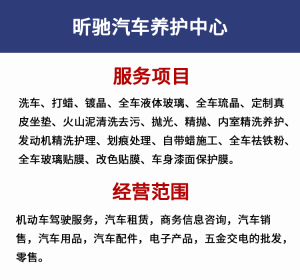 昕驰汽车养护中心
服务项目
洗车、打蜡、镀晶、全车液体玻璃、全车琉晶，定制真
皮坐垫、火山泥清洗去污、抛光、精抛、内室精洗养护、
发动机精洗护理、划痕处理、自带蜡施工、全车祛铁粉、
全车玻璃贴膜、改色贴膜、车身漆面保护膜。
经营范围
机动车驾驶服务，汽车租赁，商务信息咨询，汽车销
售，汽车用品，汽车配件，电子产品，五金交电的批发，
零售。